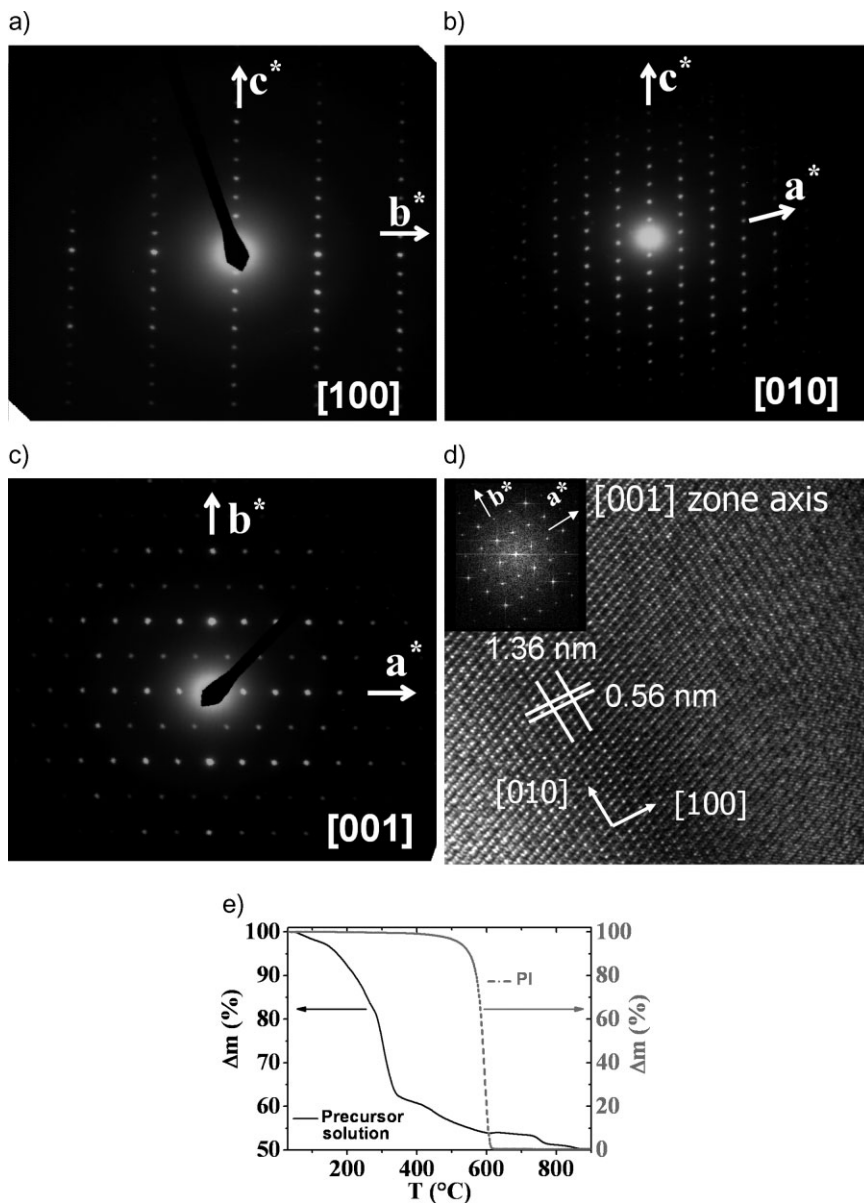 a)
b)
c*
b*
[100]
c*
a*
[010]
c)
d)
b*
a*
[001]
b*
a*
[001] zone axis
1.36 nm
0.56 nm
[010]
[100]
e)
100
90
80
70
60
50
Δm (%)
PI
Precursor
solution
100
80
60
40
20
0
Δm (%)
200 400 600 800
T (°C)